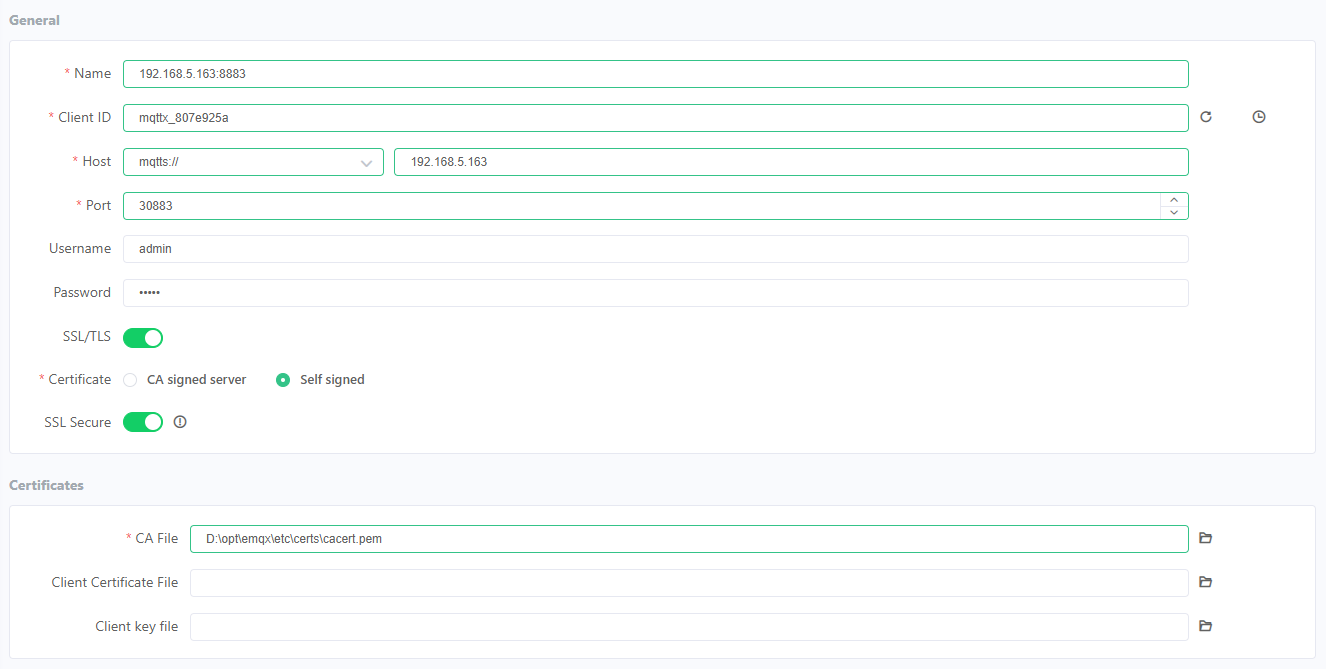 General
* Name 192.168.5.163:8883
* Client ID mqttx_807e925a
* Host mqtts:// 192.168.5.163
* Port 30883
Username admin
Password •••••
SSL/TLS
* Certificate CA signed server Self signed
SSL Secure
Certificates
* CA File D:\opt\emqx\etc\certs\cacert.pem
Client Certificate File
Client key file